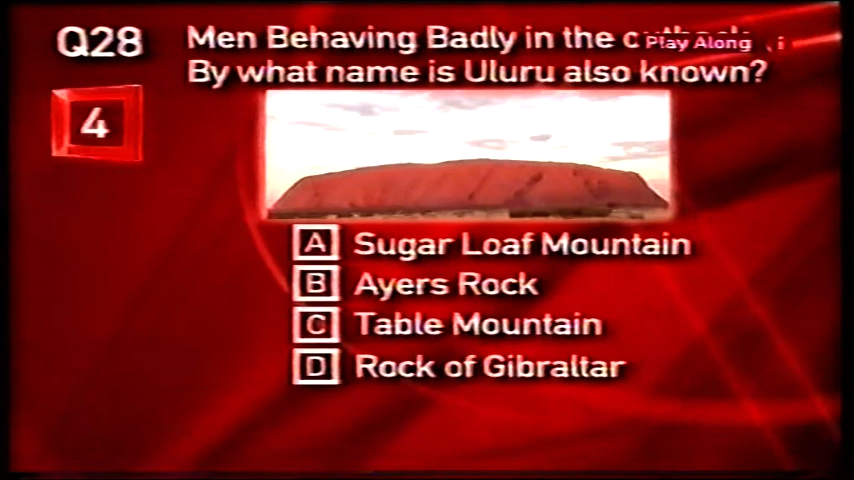 Q28
Men Behaving Badly in the
Play Along i
By what name is Uluru also known?
4
A Sugar Loaf Mountain
B Ayers Rock
C Table Mountain
D Rock of Gibraltar